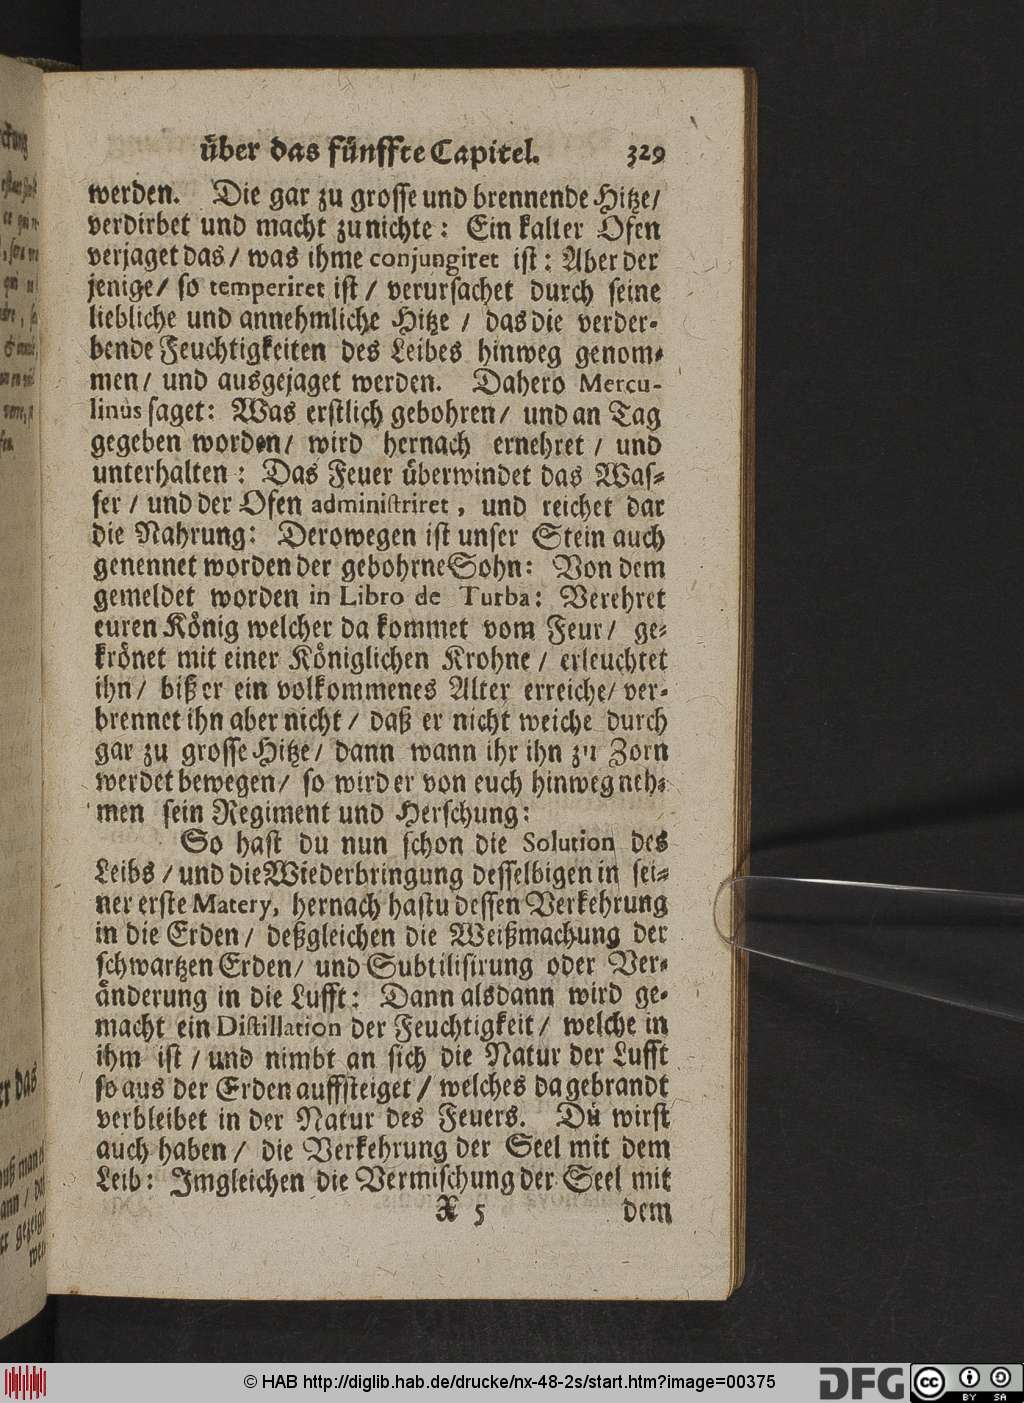 über das fünffte Capitel. 329
werden. Die gar zu grosse und brennende Hitze/
verdirbet und macht zunichte: Ein kalter Ofen
verjaget das / was ihme conjungiret ist: Aber der
jenige/ so temperiret ist / verursachet durch seine
liebliche und annehmliche Hitze / das die verder-
bende Feuchtigkeiten des Leibes hinweg genom-
men/ und ausgejaget werden. Dahero Mercu-
linùs saget: Was erstlich gebohren/ und an Tag
gegeben worden/ wird hernach ernehret / und
unterhalten: Das Feuer überwindet das Was-
ser / und der Ofen administriret, und reichet dar
die Nahrung: Derowegen ist unser Stein auch
genennet worden der gebohrne Sohn: Von dem
gemeldet worden in Libro de Turba: Verehret
euren König welcher da kommet vom Feur/ ge-
krönet mit einer Königlichen Krohne / erleuchtet
ihn/ biß er ein volkommenes Alter erreiche/ ver-
brennet ihn aber nicht / daß er nicht weiche durch
gar zu grosse Hitze/ dann wann ihr ihn zu Zorn
werdet bewegen/ so wird er von euch hinweg neh-
men sein Regiment und Herschung:
So hast du nun schon die Solution des
Leibs / und die Wiederbringung desselbigen in sei-
ner erste Matery, hernach hastu dessen Verkehrung
in die Erden/ deßgleichen die Weißmachung der
schwartzen Erden/ und Subtilisirung oder Ver-
änderung in die Lufft: Dann alsdann wird ge-
macht ein Distillation der Feuchtigkeit/ welche in
ihm ist / und nimbt an sich die Natur der Lufft
so aus der Erden auffsteiget / welches da gebrandt
verbleibet in der Natur des Feuers. Du wirst
auch haben/ die Verkehrung der Seel mit dem
Leib: Imgleichen die Vermischung der Seel mit
X 5 dem
© HAB http://diglib.hab.de/drucke/nx-48-2s/start.htm?image=00375
DFG
cc BY SA